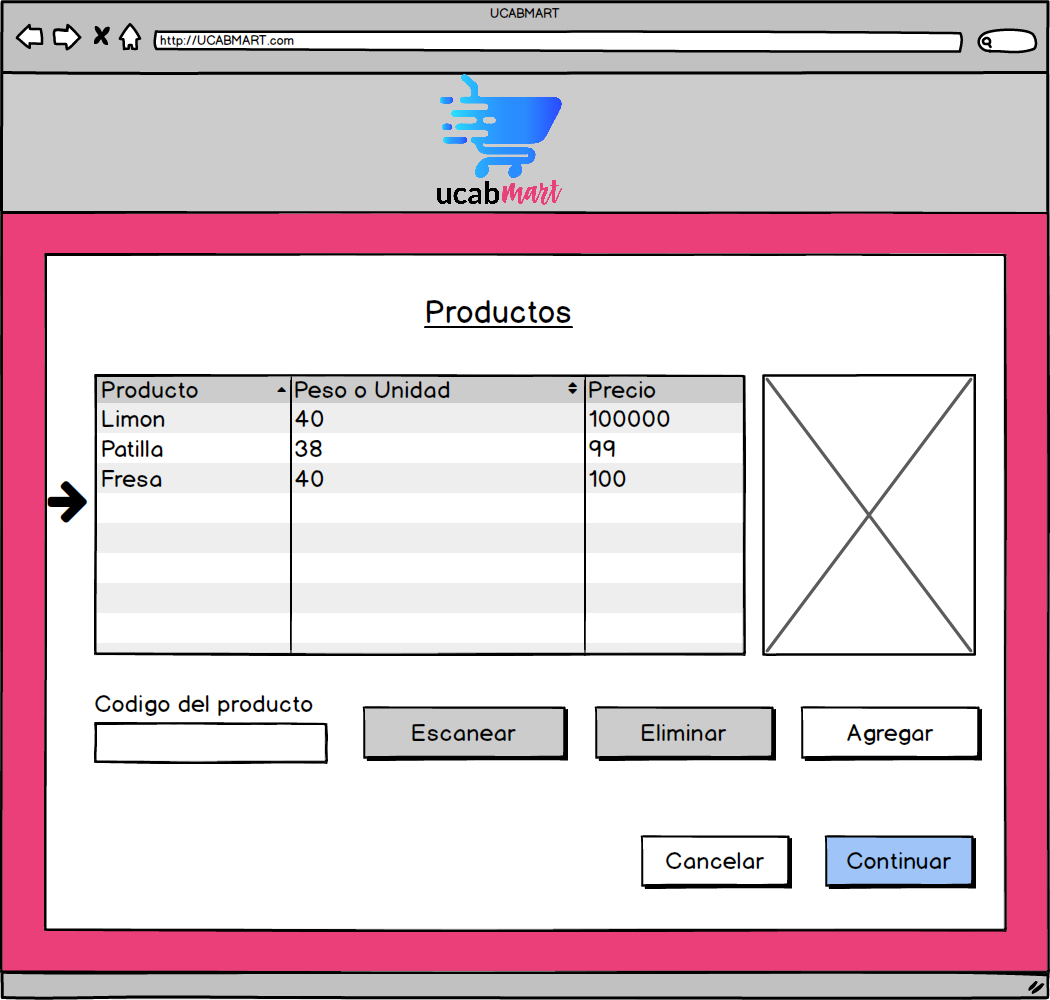 UCABMART
http://UCABMART.com
ucabmart
Productos
Producto Peso o Unidad Precio
Limon 40 100000
Patilla 38 99
Fresa 40 100
Codigo del producto
Escanear Eliminar Agregar
Cancelar Continuar